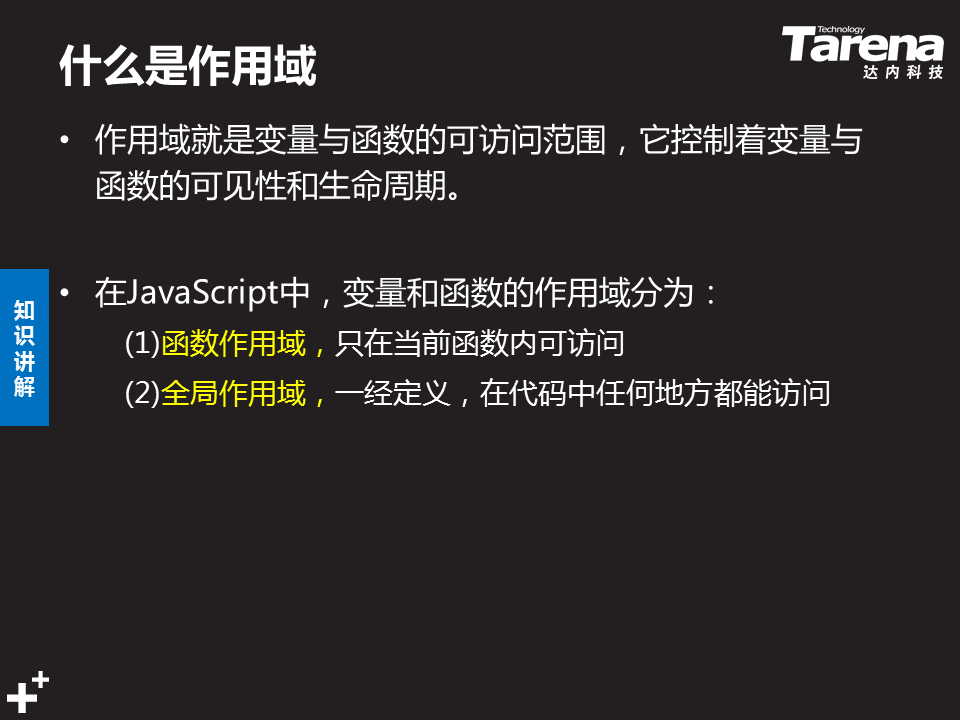 什么是作用域
Technology
Tarena
达内科技
• 作用域就是变量与函数的可访问范围，它控制着变量与
函数的可见性和生命周期。
• 在JavaScript中，变量和函数的作用域分为：
(1)函数作用域，只在当前函数内可访问
(2)全局作用域，一经定义，在代码中任何地方都能访问
知
识
讲
解